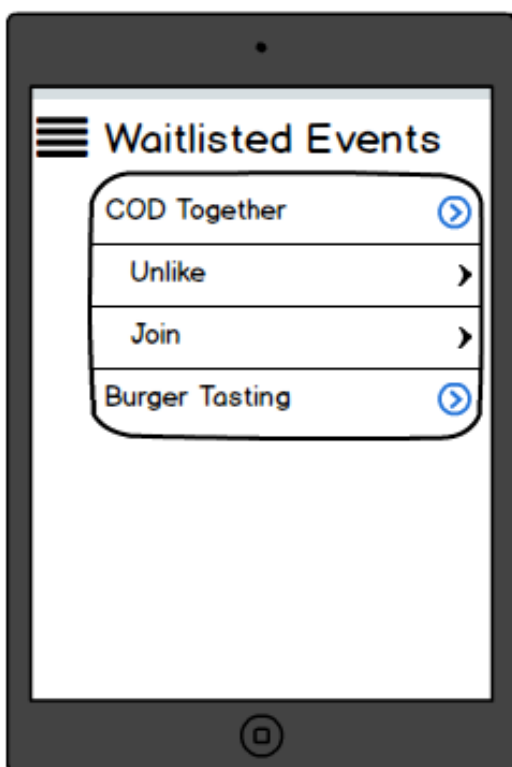 Waitlisted Events
COD Together
Unlike
Join
Burger Tasting